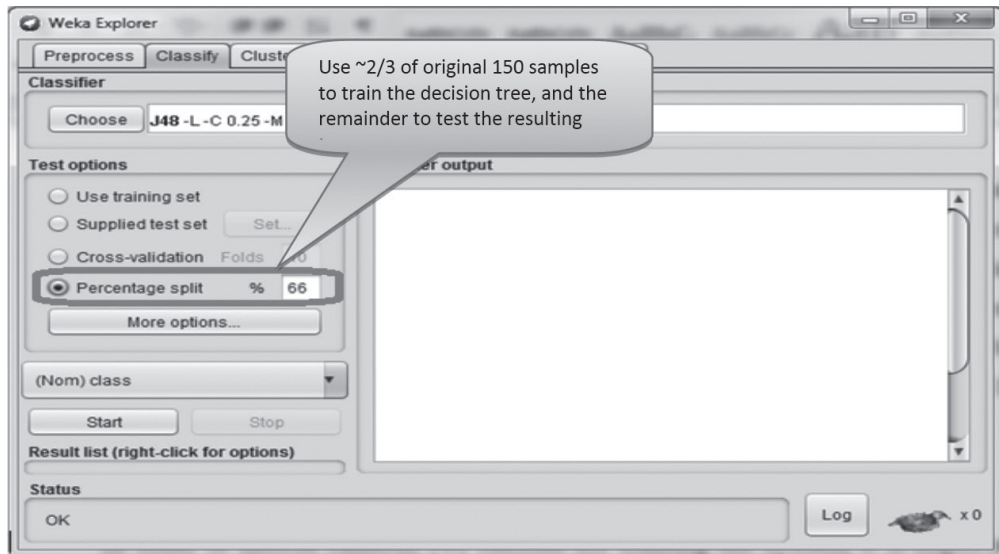 Weka Explorer
Preprocess Classify Clust
Use ~2/3 of original 150 samples
to train the decision tree, and the
remainder to test the resulting
Classifier
Choose J48 -L -C 0.25 -M
Test options
er output
Use training set
Supplied test set Set...
Cross-validation Folds
Percentage split % 66
More options...
(Nom) class
Start Stop
Result list (right-click for options)
Status
OK
Log x 0